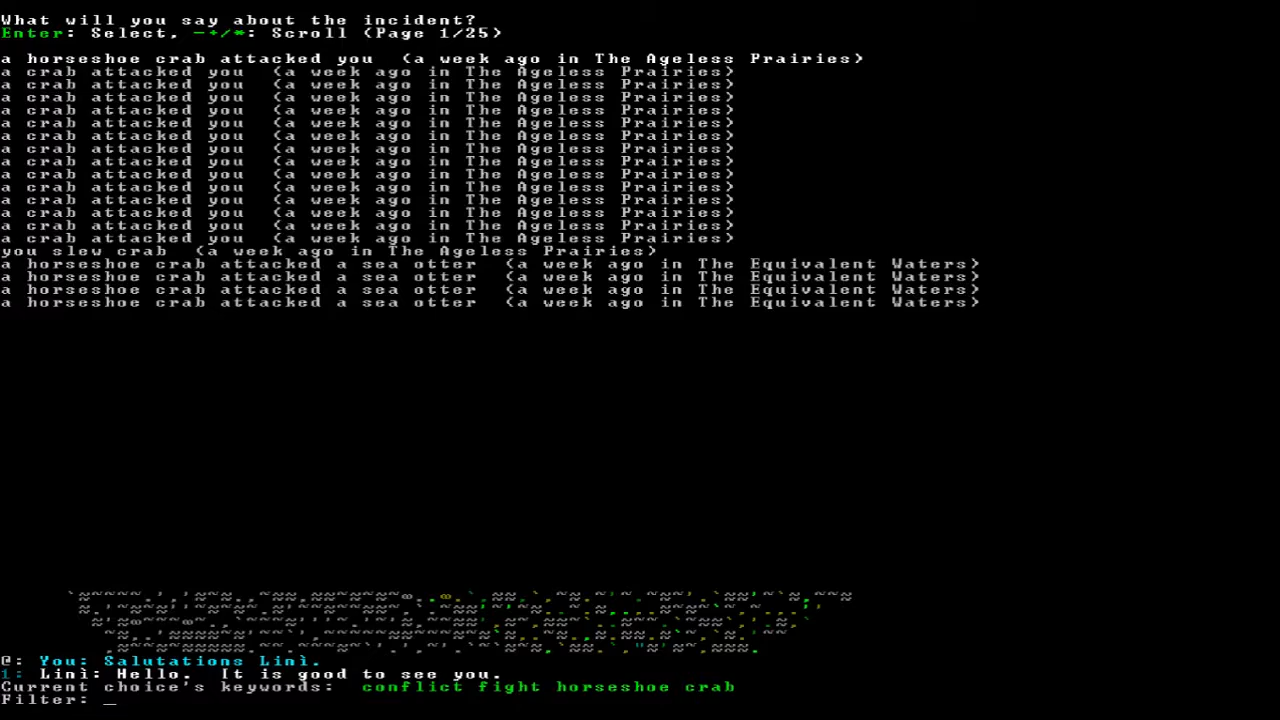 What will you say about the incident?
Enter: Select, -+/*: Scroll (Page 1/25)
a horseshoe crab attacked you (a week ago in The Ageless Prairies)
a crab attacked you (a week ago in The Ageless Prairies)
a crab attacked you (a week ago in The Ageless Prairies)
a crab attacked you (a week ago in The Ageless Prairies)
a crab attacked you (a week ago in The Ageless Prairies)
a crab attacked you (a week ago in The Ageless Prairies)
a crab attacked you (a week ago in The Ageless Prairies)
a crab attacked you (a week ago in The Ageless Prairies)
a crab attacked you (a week ago in The Ageless Prairies)
a crab attacked you (a week ago in The Ageless Prairies)
a crab attacked you (a week ago in The Ageless Prairies)
a crab attacked you (a week ago in The Ageless Prairies)
a crab attacked you (a week ago in The Ageless Prairies)
a crab attacked you (a week ago in The Ageless Prairies)
a crab attacked you (a week ago in The Ageless Prairies)
you slew crab (a week ago in The Ageless Prairies)
a horseshoe crab attacked a sea otter (a week ago in The Equivalent Waters)
a horseshoe crab attacked a sea otter (a week ago in The Equivalent Waters)
a horseshoe crab attacked a sea otter (a week ago in The Equivalent Waters)
a horseshoe crab attacked a sea otter (a week ago in The Equivalent Waters)
@: You: Salutations Linì.
i: Linì: Hello. It is good to see you.
Current choice's keywords: conflict fight horseshoe crab
Filter: _